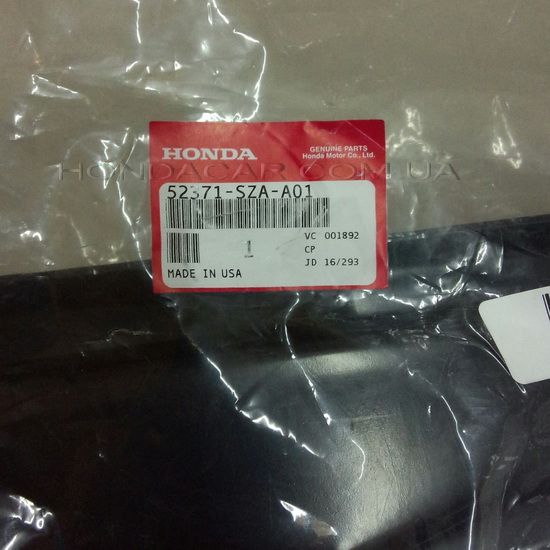 HONDA
GENUINE PARTS
Honda Motor Co., Ltd.
HONDACAR.COM.UA
52371-SZA-A01
VC 001892
1
CP
JD 16/293
MADE IN USA